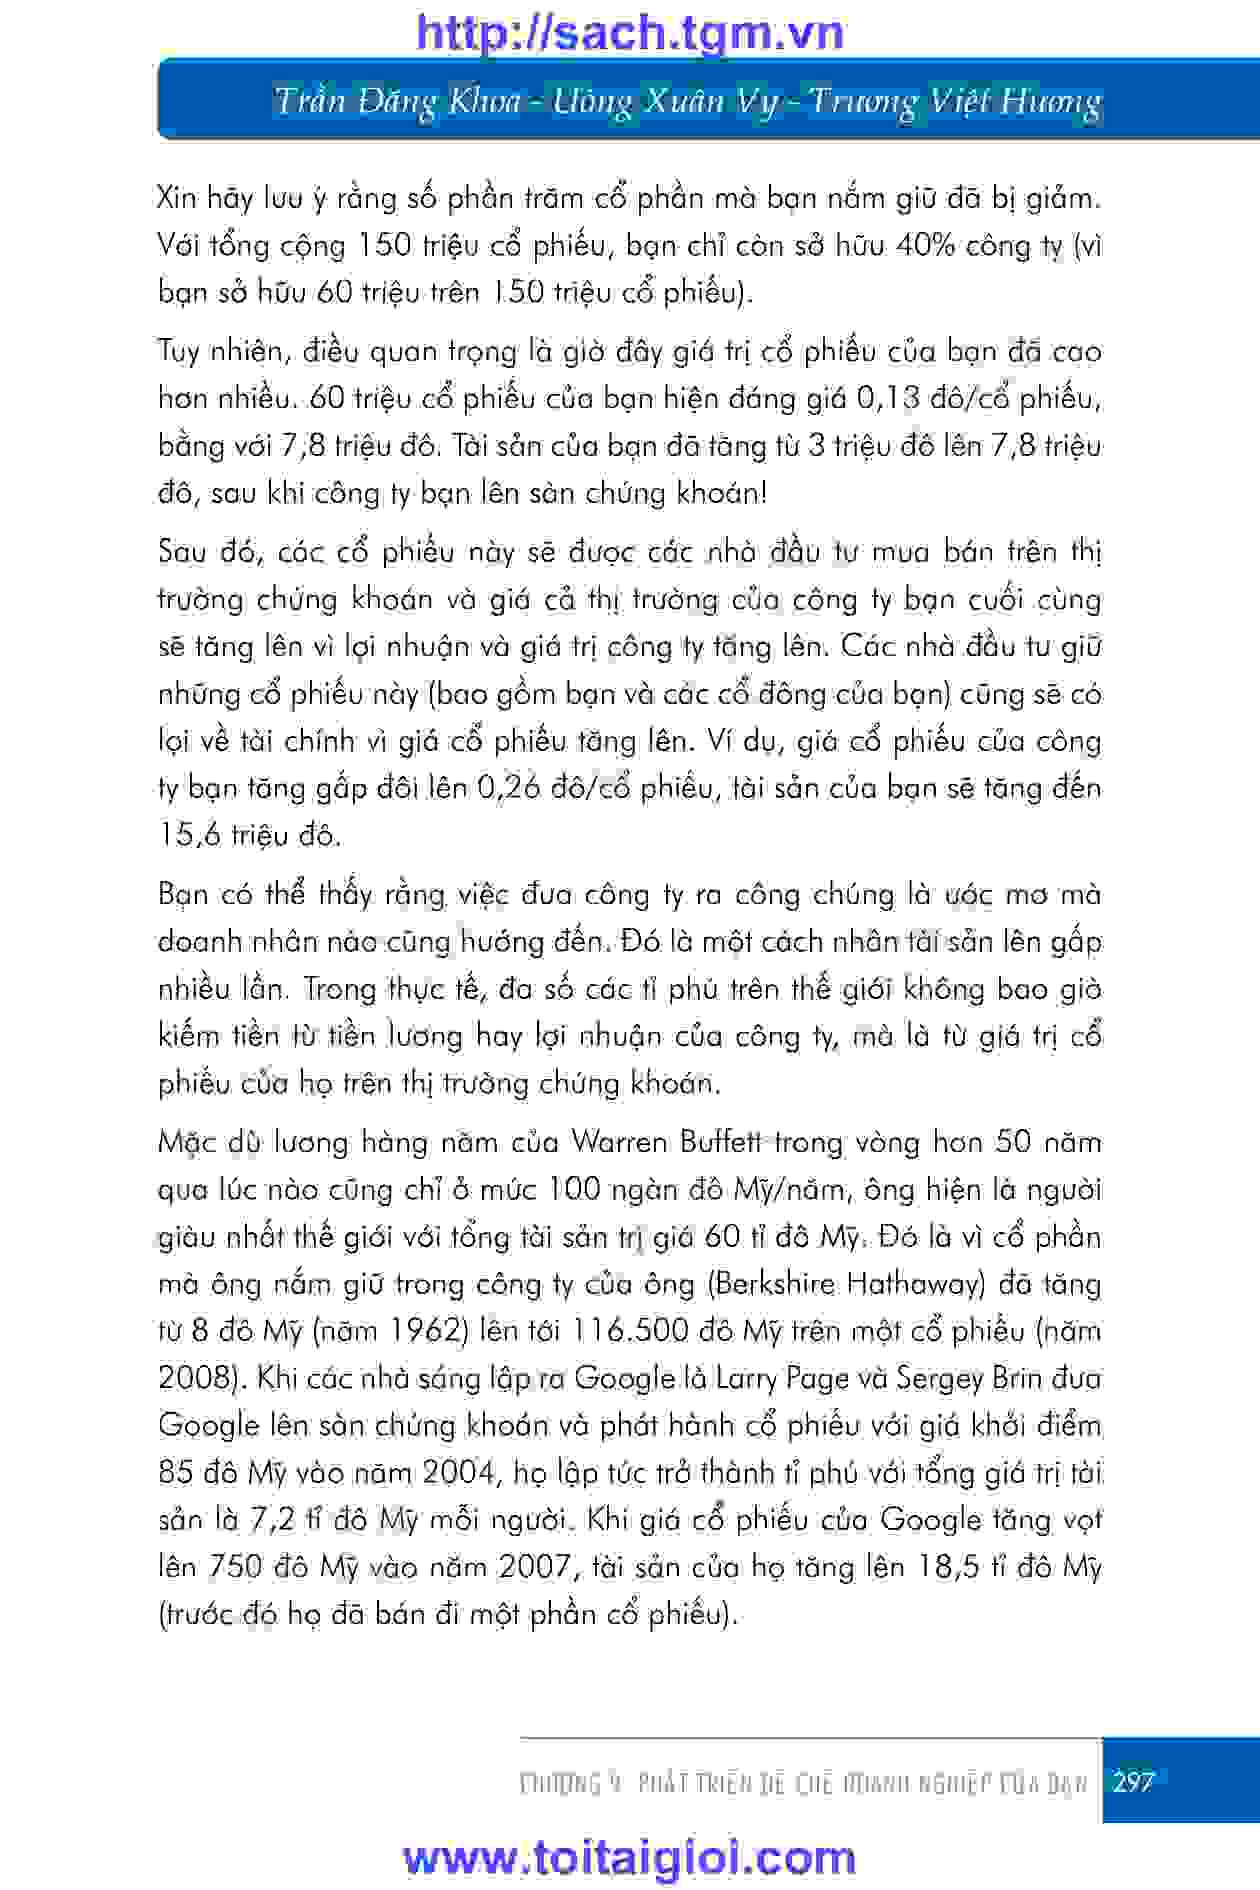 http://sach.tgm.vn
Trần Đăng Khoa - Uông Xuân Vy - Trương Việt Hương
Xin hãy lưu ý rằng số phần trăm cổ phần mà bạn nắm giữ đã bị giảm.
Với tổng cộng 150 triệu cổ phiếu, bạn chỉ còn sở hữu 40% công ty (vì
bạn sở hữu 60 triệu trên 150 triệu cổ phiếu).
Tuy nhiên, điều quan trọng là giờ đây giá trị cổ phiếu của bạn đã cao
hơn nhiều. 60 triệu cổ phiếu của bạn hiện đáng giá 0,13 đô/cổ phiếu,
bằng với 7,8 triệu đô. Tài sản của bạn đã tăng từ 3 triệu đô lên 7,8 triệu
đô, sau khi công ty bạn lên sàn chứng khoán!
Sau đó, các cổ phiếu này sẽ được các nhà đầu tư mua bán trên thị
trường chứng khoán và giá cả thị trường của công ty bạn cuối cùng
sẽ tăng lên vì lợi nhuận và giá trị công ty tăng lên. Các nhà đầu tư giữ
những cổ phiếu này (bao gồm bạn và các cổ đông của bạn) cũng sẽ có
lợi về tài chính vì giá cổ phiếu tăng lên. Ví dụ, giá cổ phiếu của công
ty bạn tăng gấp đôi lên 0,26 đô/cổ phiếu, tài sản của bạn sẽ tăng đến
15,6 triệu đô.
Bạn có thể thấy rằng việc đưa công ty ra công chúng là ước mơ mà
doanh nhân nào cũng hướng đến. Đó là một cách nhân tài sản lên gấp
nhiều lần. Trong thực tế, đa số các tỉ phú trên thế giới không bao giờ
kiếm tiền từ tiền lương hay lợi nhuận của công ty, mà là từ giá trị cổ
phiếu của họ trên thị trường chứng khoán.
Mặc dù lương hàng năm của Warren Buffett trong vòng hơn 50 năm
qua lúc nào cũng chỉ ở mức 100 ngàn đô Mỹ/năm, ông hiện là người
giàu nhất thế giới với tổng tài sản trị giá 60 tỉ đô Mỹ. Đó là vì cổ phần
mà ông nắm giữ trong công ty của ông (Berkshire Hathaway) đã tăng
từ 8 đô Mỹ (năm 1962) lên tới 116.500 đô Mỹ trên một cổ phiếu (năm
2008). Khi các nhà sáng lập ra Google là Larry Page và Sergey Brin đưa
Google lên sàn chứng khoán và phát hành cổ phiếu với giá khởi điểm
85 đô Mỹ vào năm 2004, họ lập tức trở thành tỉ phú với tổng giá trị tài
sản là 7,2 tỉ đô Mỹ mỗi người. Khi giá cổ phiếu của Google tăng vọt
lên 750 đô Mỹ vào năm 2007, tài sản của họ tăng lên 18,5 tỉ đô Mỹ
(trước đó họ đã bán đi một phần cổ phiếu).
CHƯƠNG 9: PHÁT TRIỂN ĐẾ CHẾ DOANH NGHIỆP CỦA BẠN 297
www.toitaigioi.com